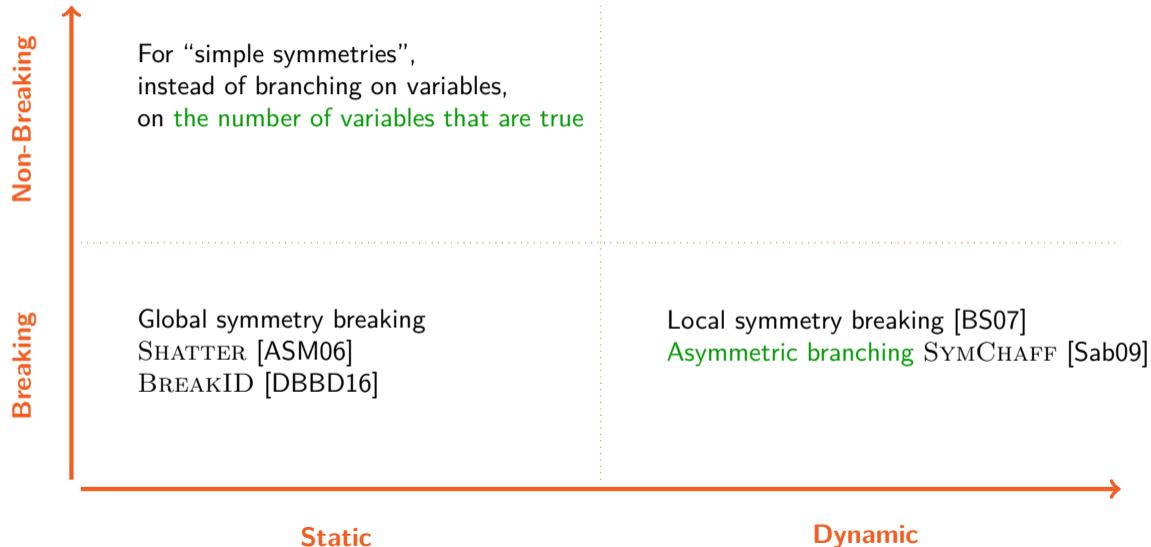 Non-Breaking
For “simple symmetries”,
instead of branching on variables,
on the number of variables that are true
Breaking
Global symmetry breaking
SHATTER [ASM06]
BREAKID [DBBD16]
Local symmetry breaking [BS07]
Asymmetric branching SYMCHAFF [Sab09]
Static
Dynamic